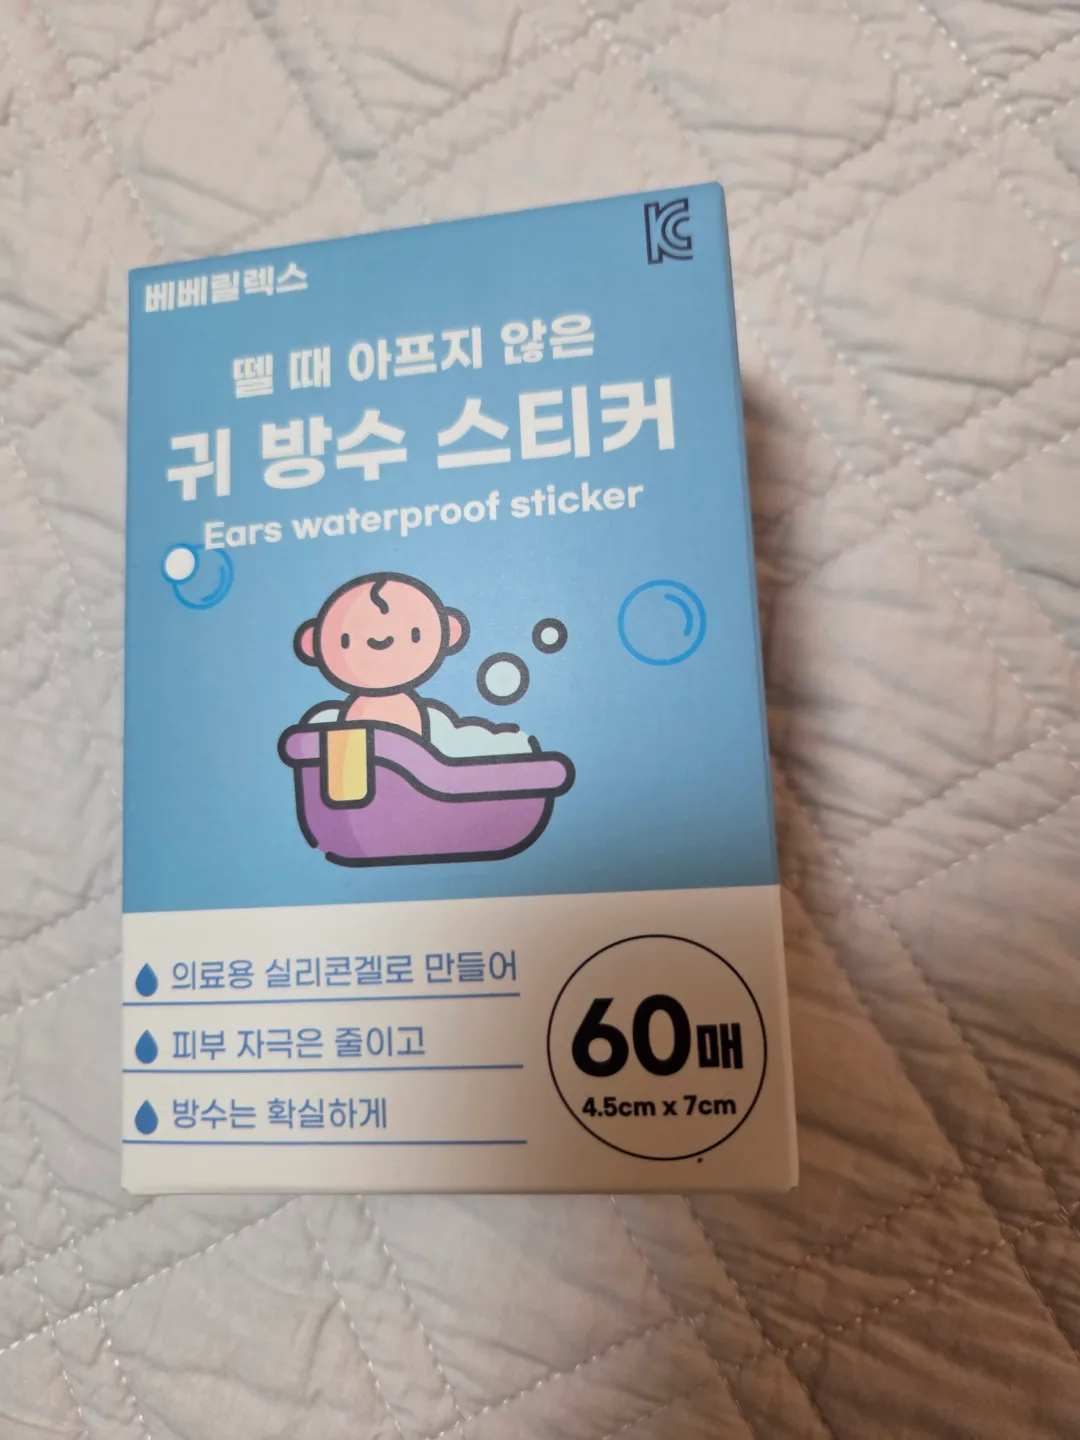 KC
베베릴렉스
뗄 때 아프지 않은
귀 방수 스티커
Ears waterproof sticker
의료용 실리콘겔로 만들어
피부 자극은 줄이고
방수는 확실하게
60매
4.5cm x 7cm